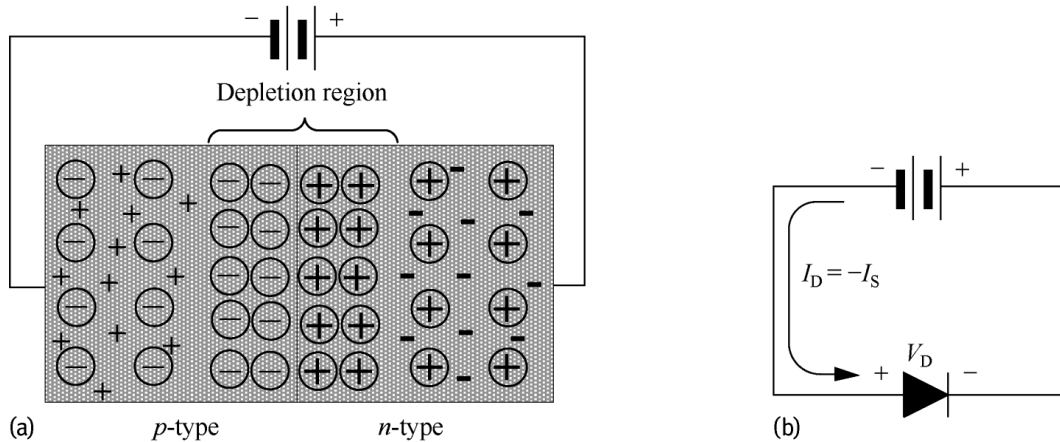 − +
Depletion region
(a)
p-type n-type
− +
I_D = −I_S
+ V_D −
(b)